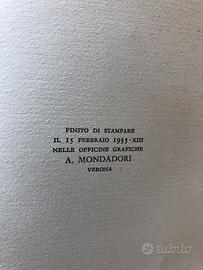 FINITO DI STAMPARE
IL 15 FEBBRAIO 1935-XIII
NELLE OFFICINE GRAFICHE
A. MONDADORI
VERONA
subito